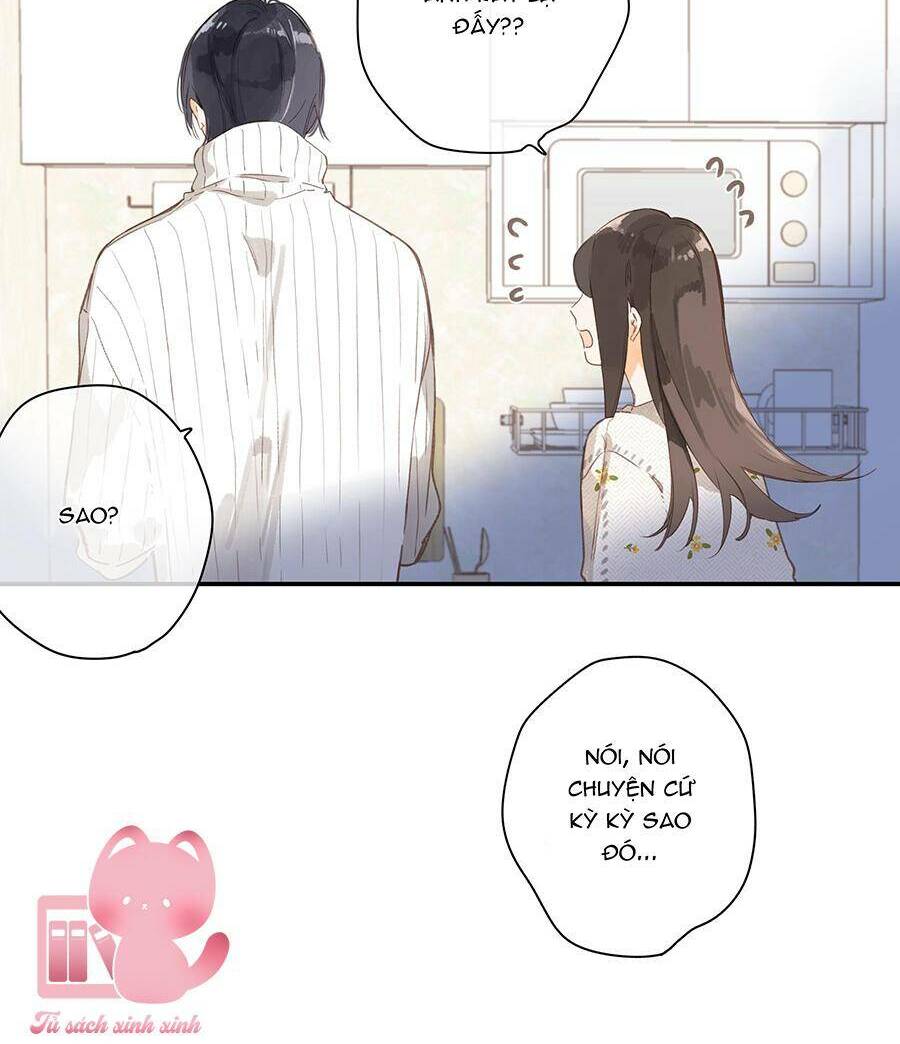 ĐẤY??
SAO?
NÓI, NÓI
CHUYỆN CỨ
KỲ KỲ SAO
ĐÓ...
Tủ sách xinh xinh